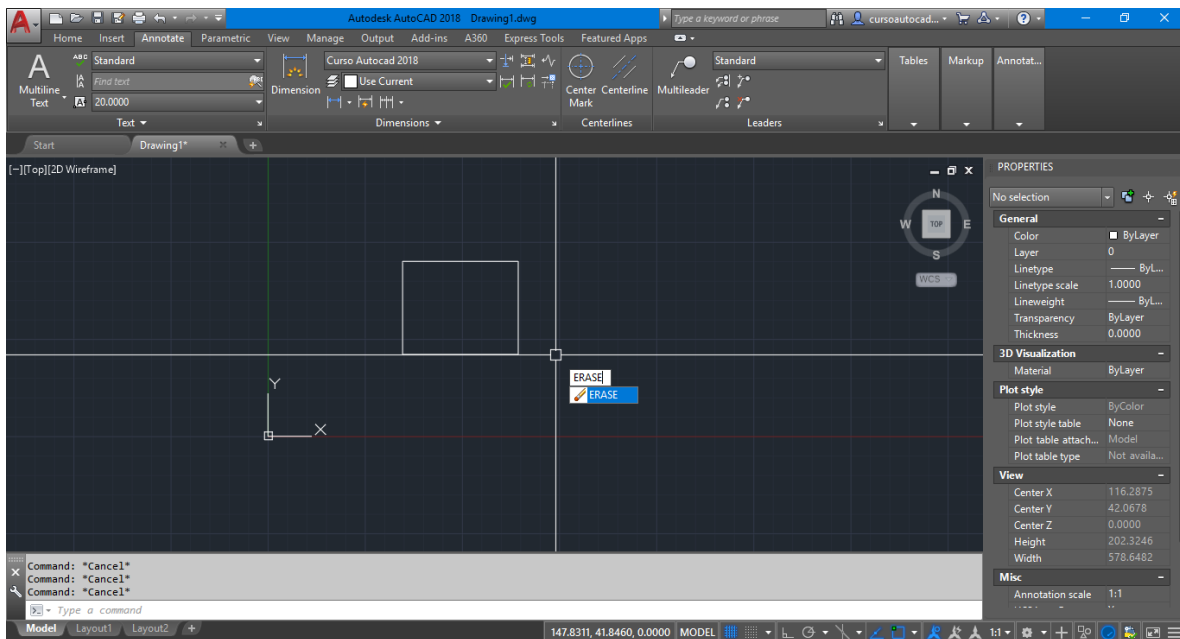 Autodesk AutoCAD 2018 Drawing1.dwg
Type a keyword or phrase
cursoautocad...
Home Insert Annotate Parametric View Manage Output Add-ins A360 Express Tools Featured Apps
Multiline Text
ABC Standard
Find text
20.0000
Text
Dimension
Curso Autocad 2018
Use Current
Dimensions
Center Mark
Centerline
Centerlines
Multileader
Standard
Leaders
Tables
Markup
Annotat...
Start Drawing1*
[−][Top][2D Wireframe]
N
W TOP E
S
WCS
Y
X
ERASE
ERASE
PROPERTIES
No selection
General
Color ByLayer
Layer 0
Linetype ByL...
Linetype scale 1.0000
Lineweight ByL...
Transparency ByLayer
Thickness 0.0000
3D Visualization
Material ByLayer
Plot style
Plot style ByColor
Plot style table None
Plot table attach... Model
Plot table type Not availa...
View
Center X 116.2875
Center Y 42.0678
Center Z 0.0000
Height 202.3246
Width 578.6482
Misc
Annotation scale 1:1
Command: *Cancel*
Command: *Cancel*
Command: *Cancel*
Type a command
Model Layout1 Layout2 +
147.8311, 41.8460, 0.0000 MODEL 1:1